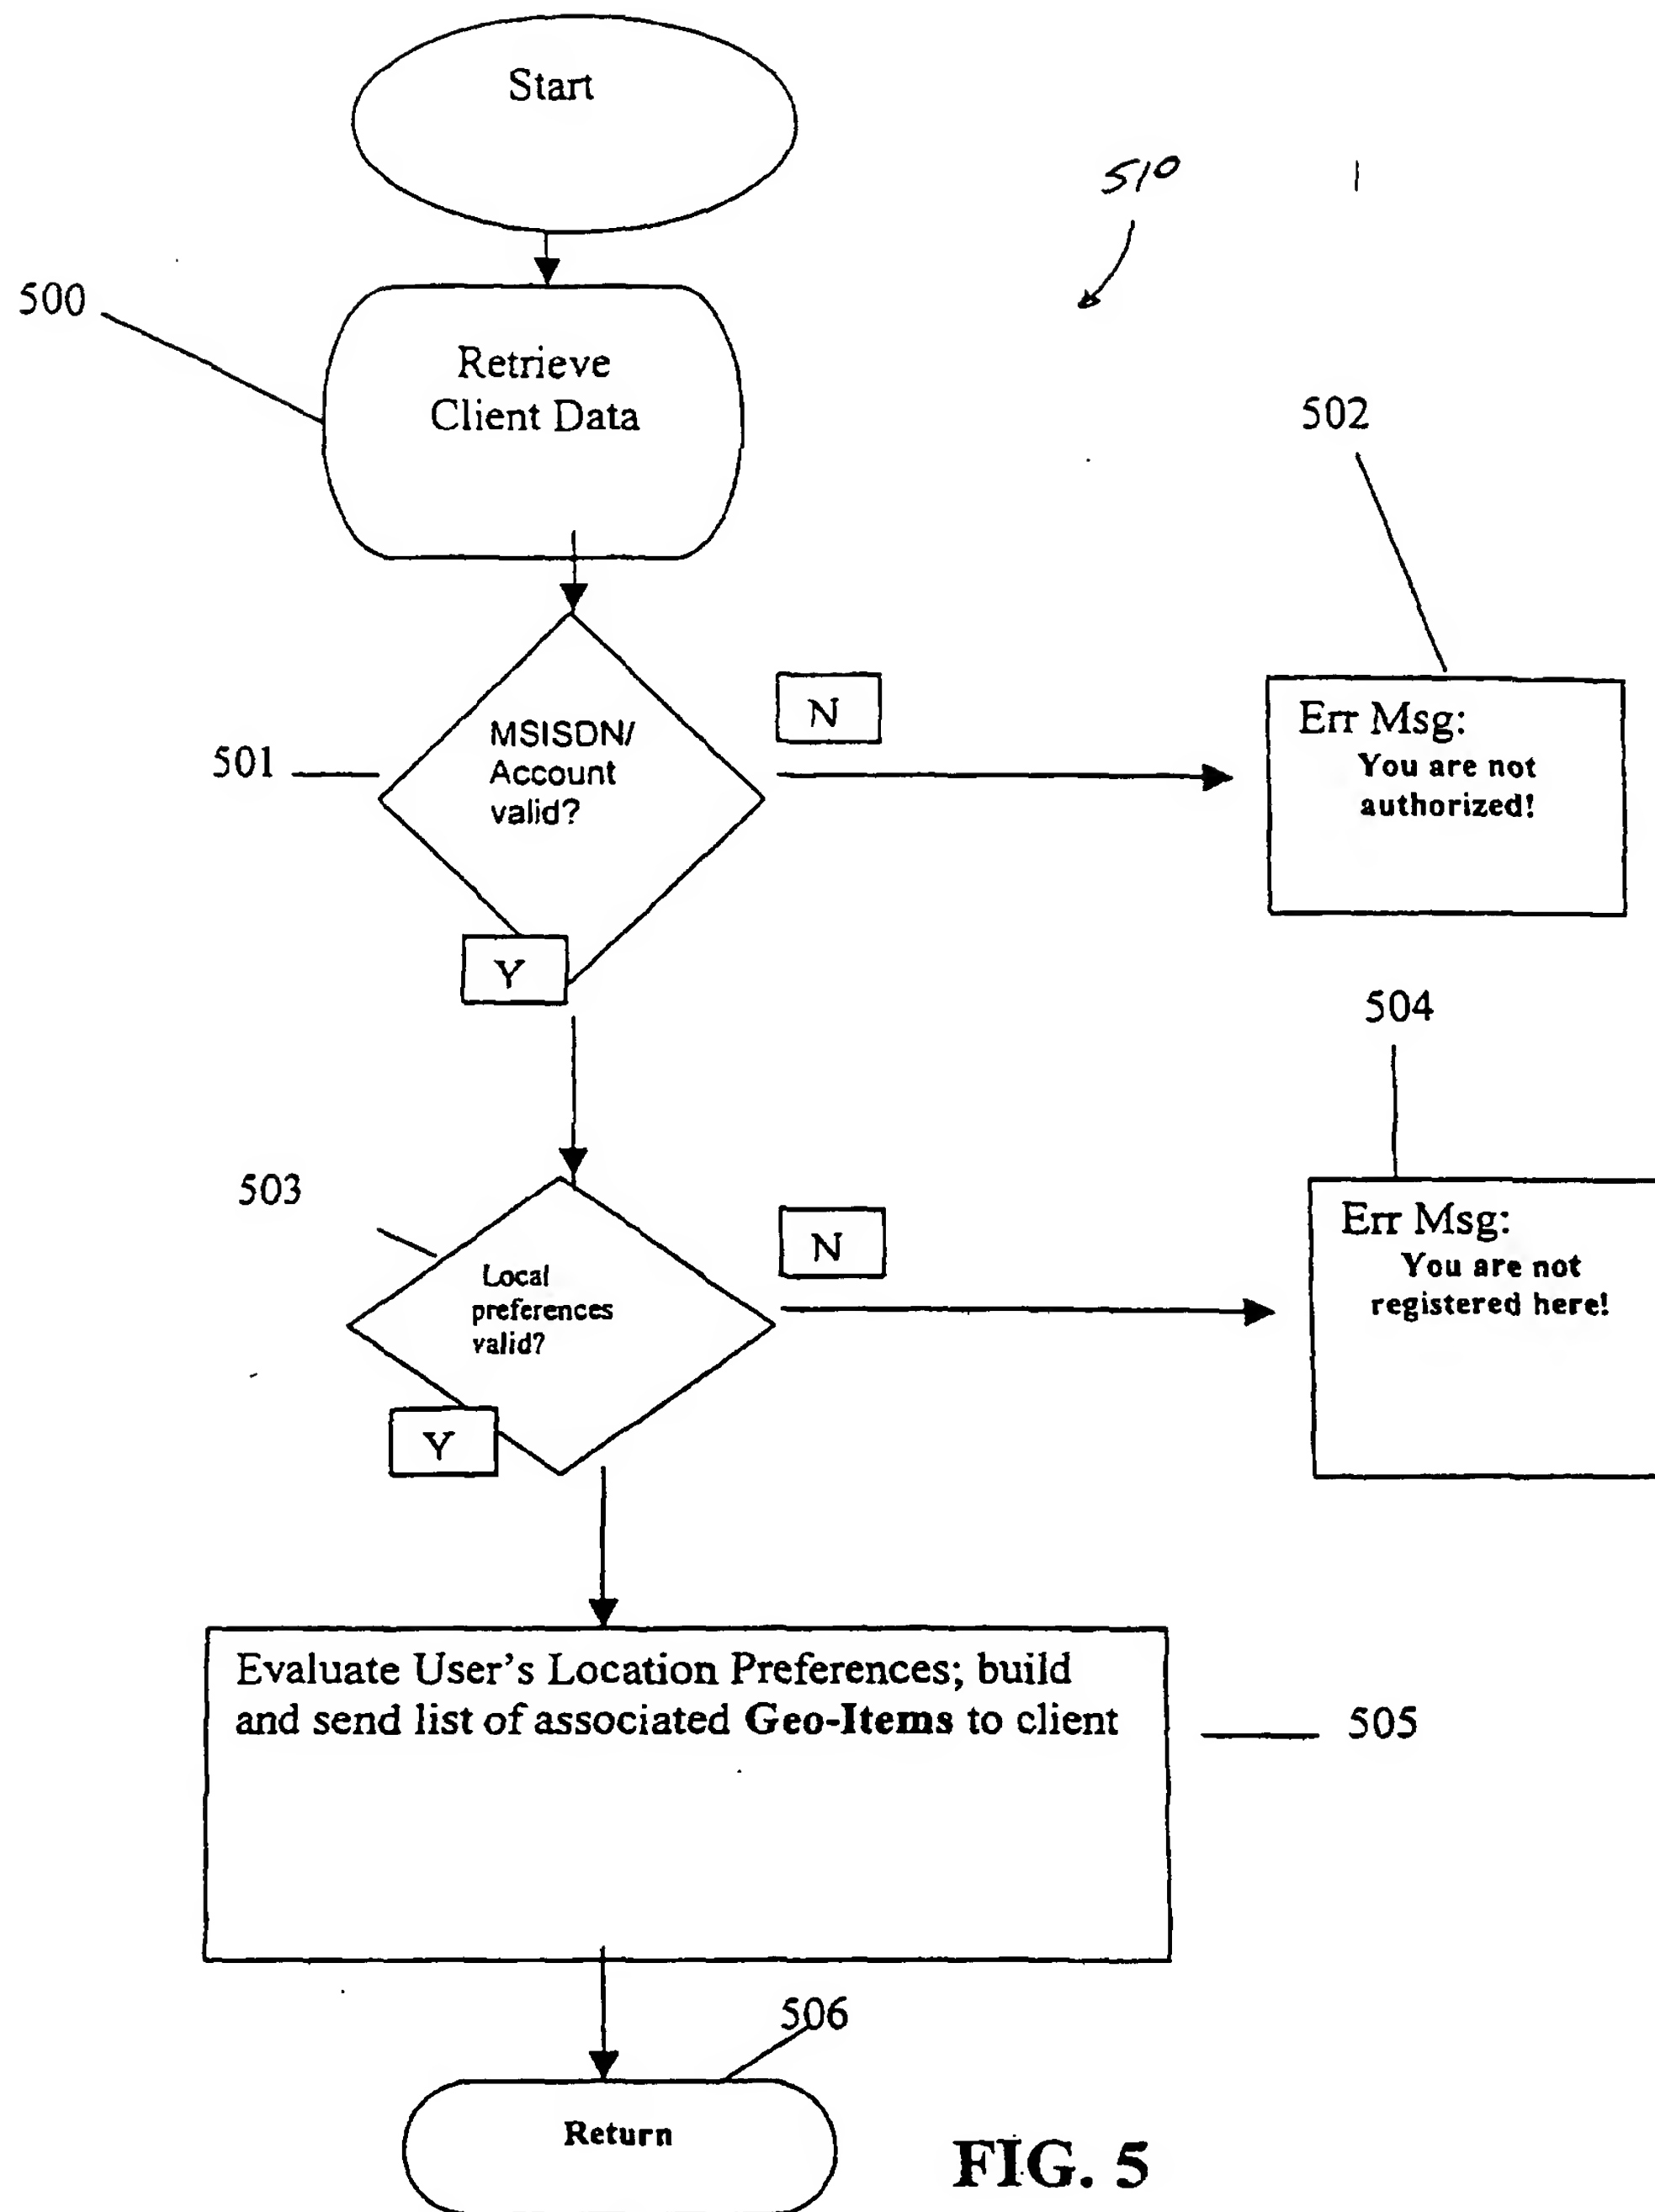 Start
510
500
Retrieve
Client Data
502
MSISDN/
Account
valid?
N
501
Err Msg:
You are not
authorized!
Y
504
503
Local
preferences
valid?
N
Err Msg:
You are not
registered here!
Y
Evaluate User's Location Preferences; build
and send list of associated Geo-Items to client
505
506
Return
FIG. 5